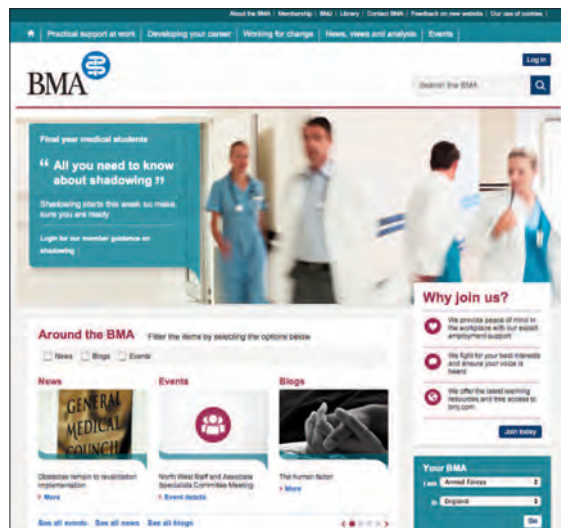 About the BMA | Membership | BMJ | Library | Contact BMA | Feedback on new website | Our use of cookies
Practical support at work | Developing your career | Working for change | News, views and analysis | Events
BMA
Log in
Search the BMA
Final year medical students
“ All you need to know
about shadowing ”
Shadowing starts this week so make
sure you are ready
Login for our member guidance on
shadowing
Why join us?
We provide peace of mind in
the workplace with our expert
employment support
We fight for your best interests
and ensure your voice is
heard
We offer the latest learning
resources and free access to
bmj.com
Join today
Around the BMA
Filter the items by selecting the options below
News
Blogs
Events
News
Events
Blogs
GENERAL
MEDICAL
COUNCIL
Obstacles remain to revalidation
implementation
More
North West Staff and Associate
Specialists Committee Meeting
Event details
The human factor
More
See all events
See all news
See all blogs
Your BMA
I am
Armed Forces
in
England
Go